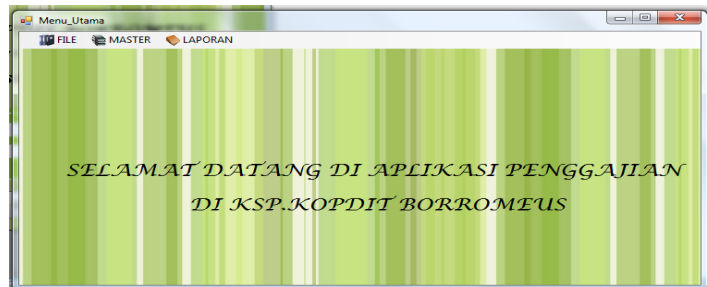 Menu_Utama
FILE MASTER LAPORAN
SELAMAT DATANG DI APLIKASI PENGGAJIAN
DI KSP.KOPDIT BORROMEUS